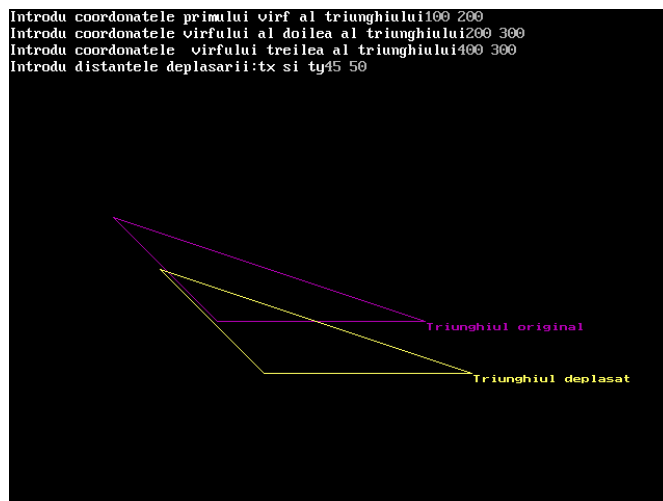 Introdu coordonatele primului virf al triunghiului100 200
Introdu coordonatele virfului al doilea al triunghiului200 300
Introdu coordonatele  virfului treilea al triunghiului400 300
Introdu distantele deplasarii:tx si ty45 50
Triunghiul original
Triunghiul deplasat